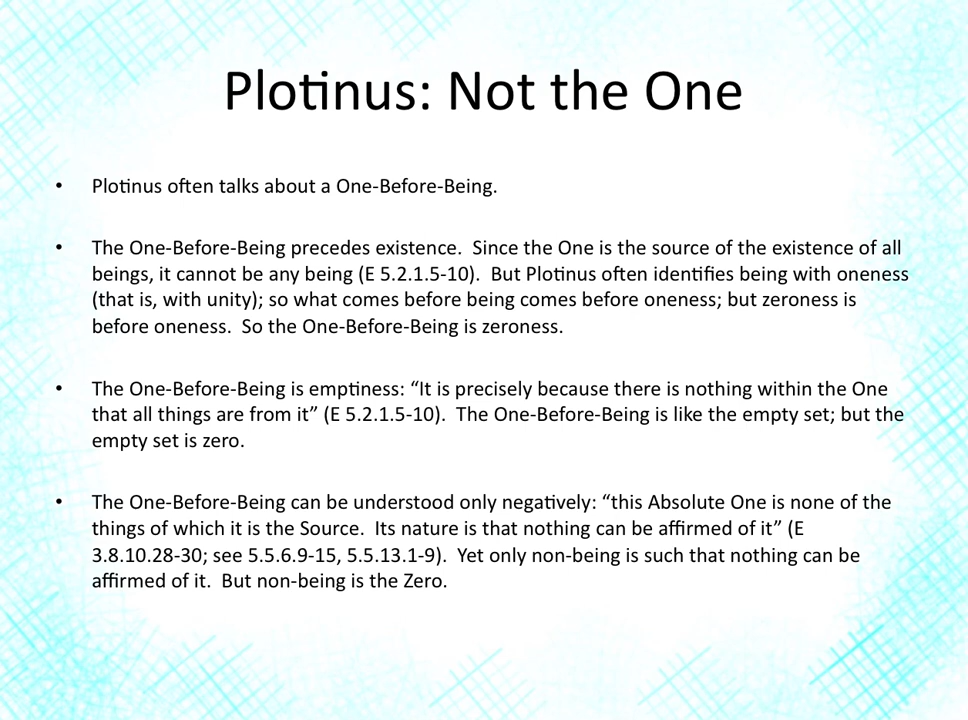 Plotinus: Not the One
• Plotinus often talks about a One-Before-Being.
• The One-Before-Being precedes existence.  Since the One is the source of the existence of all
beings, it cannot be any being (E 5.2.1.5-10).  But Plotinus often identifies being with oneness
(that is, with unity); so what comes before being comes before oneness; but zeroness is
before oneness.  So the One-Before-Being is zeroness.
• The One-Before-Being is emptiness: “It is precisely because there is nothing within the One
that all things are from it” (E 5.2.1.5-10).  The One-Before-Being is like the empty set; but the
empty set is zero.
• The One-Before-Being can be understood only negatively: “this Absolute One is none of the
things of which it is the Source.  Its nature is that nothing can be affirmed of it” (E
3.8.10.28-30; see 5.5.6.9-15, 5.5.13.1-9).  Yet only non-being is such that nothing can be
affirmed of it.  But non-being is the Zero.